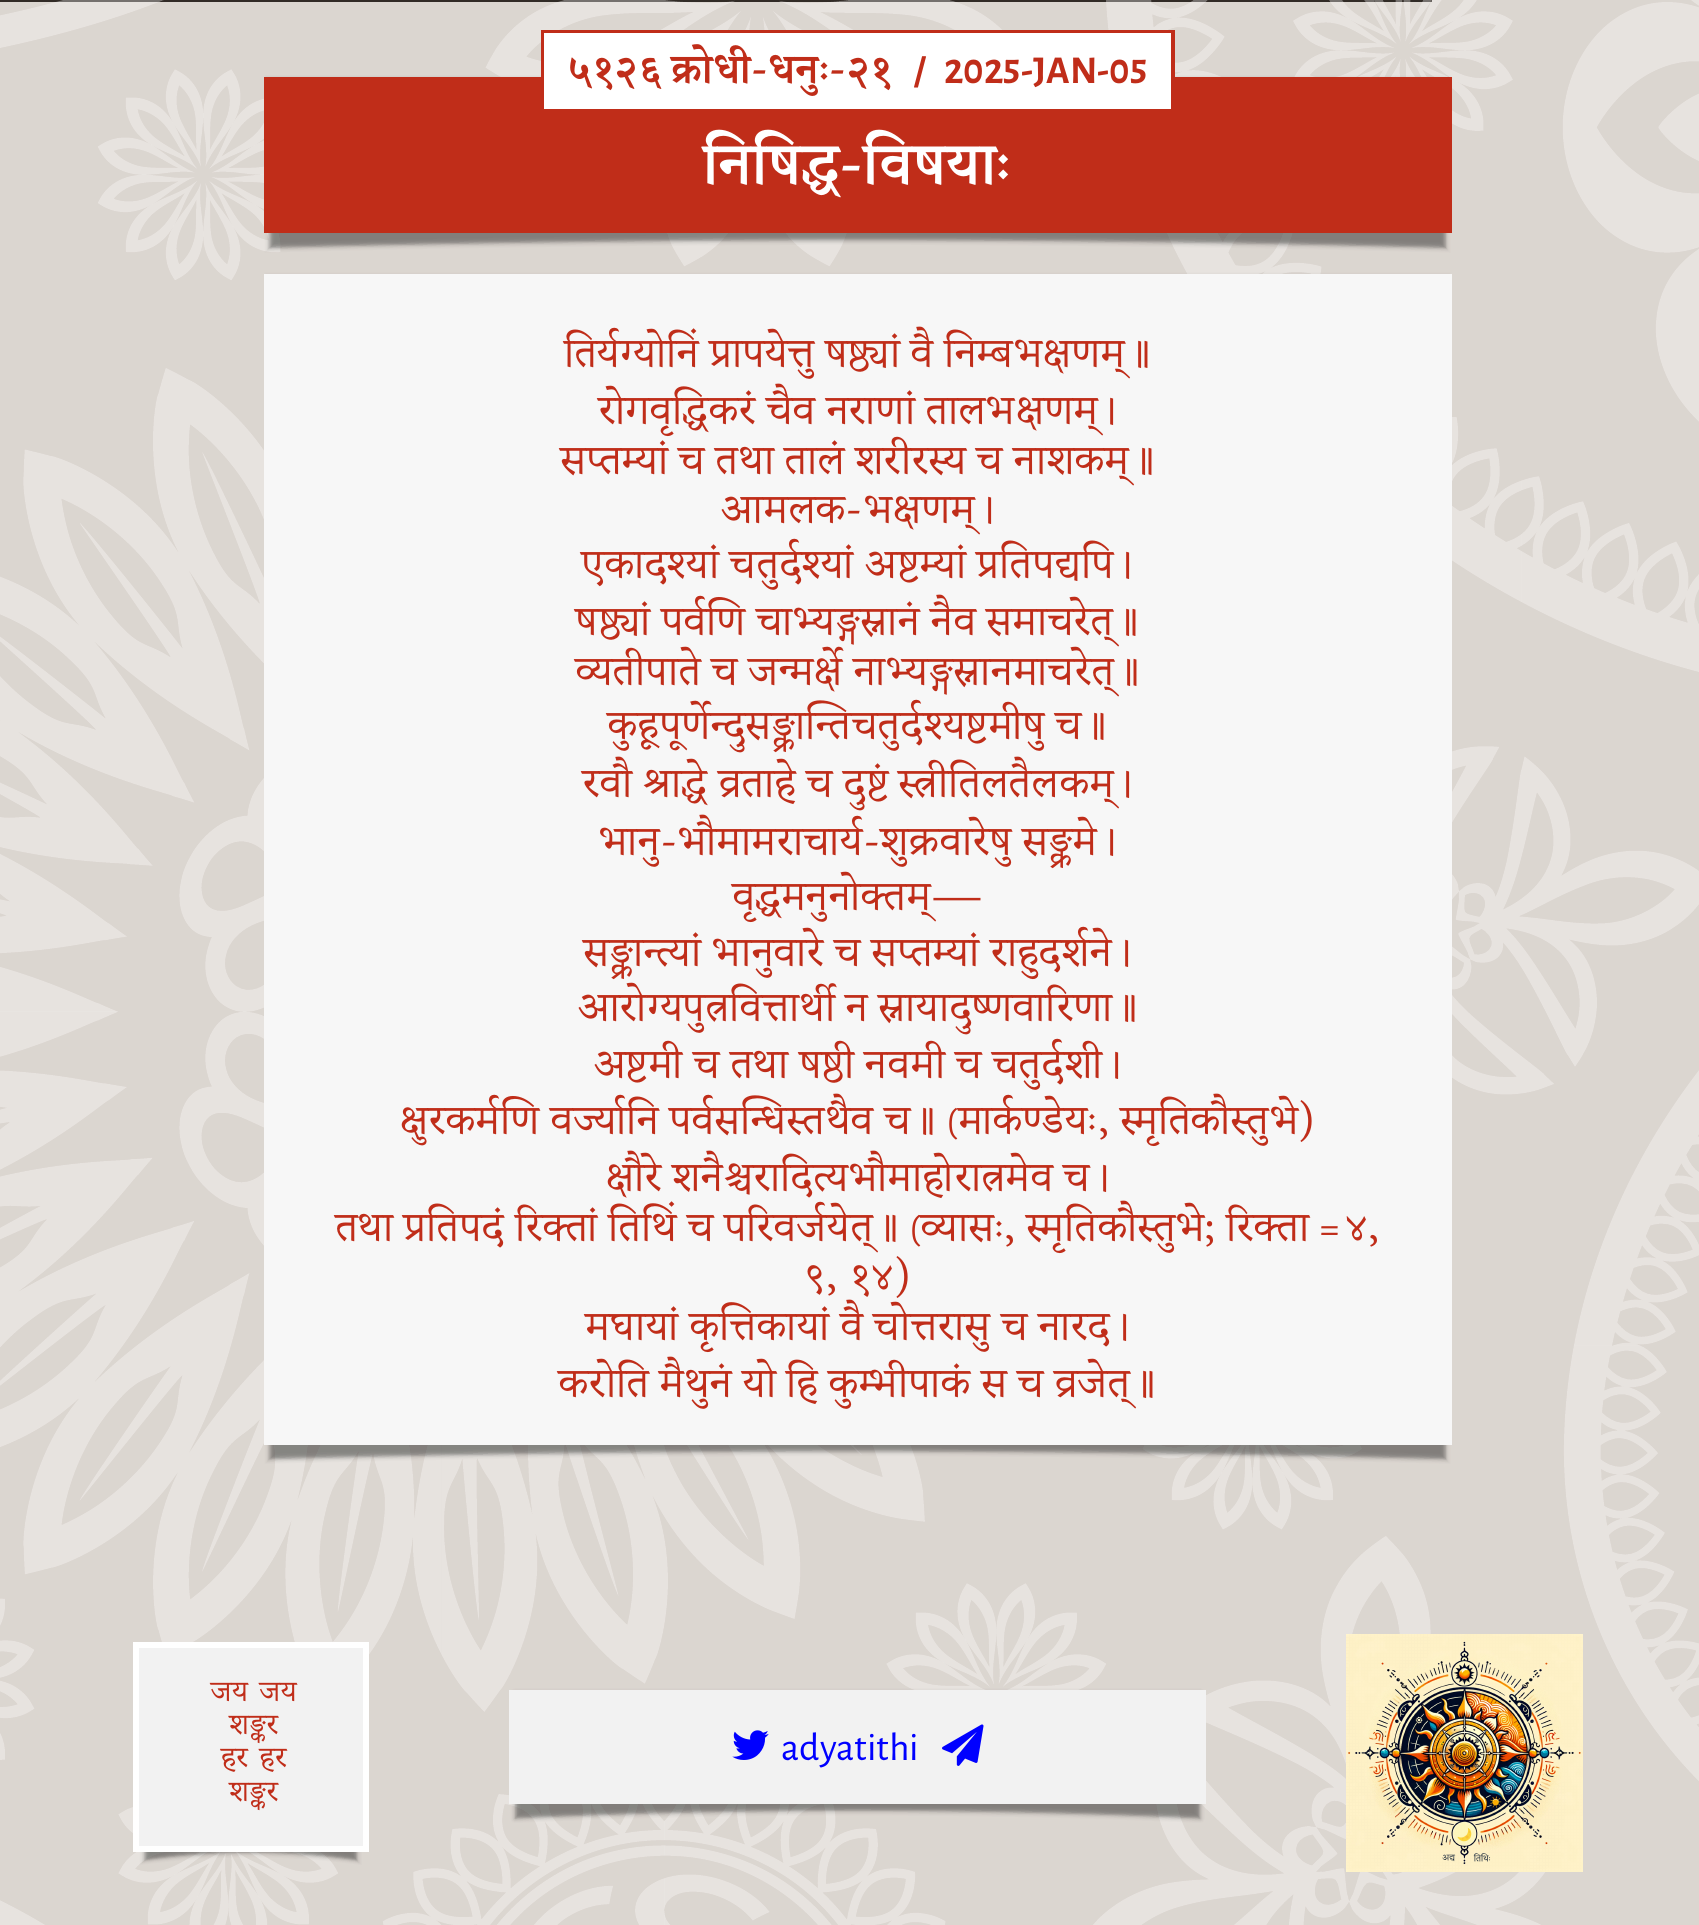 ५१२६ क्रोधी-धनुः-२१ / 2025-JAN-05
निषिद्ध-विषयाः
तिर्यग्योनिं प्रापयेत्तु षष्ठ्यां वै निम्बभक्षणम्॥
रोगवृद्धिकरं चैव नराणां तालभक्षणम्।
सप्तम्यां च तथा तालं शरीरस्य च नाशकम्॥
आमलक-भक्षणम्।
एकादश्यां चतुर्दश्यां अष्टम्यां प्रतिपद्यपि।
षष्ठ्यां पर्वणि चाभ्यङ्गस्नानं नैव समाचरेत्॥
व्यतीपाते च जन्मर्क्षे नाभ्यङ्गस्नानमाचरेत्॥
कुहूपूर्णेन्दुसङ्क्रान्तिचतुर्दश्यष्टमीषु च॥
रवौ श्राद्धे व्रताहे च दुष्टं स्त्रीतिलतैलकम्।
भानु-भौमामराचार्य-शुक्रवारेषु सङ्क्रमे।
वृद्धमनुनोक्तम्—
सङ्क्रान्त्यां भानुवारे च सप्तम्यां राहुदर्शने।
आरोग्यपुत्रवित्तार्थी न स्नायादुष्णवारिणा॥
अष्टमी च तथा षष्ठी नवमी च चतुर्दशी।
क्षुरकर्मणि वर्ज्यानि पर्वसन्धिस्तथैव च॥ (मार्कण्डेयः, स्मृतिकौस्तुभे)
क्षौरे शनैश्चरादित्यभौमाहोरात्रमेव च।
तथा प्रतिपदं रिक्तां तिथिं च परिवर्जयेत्॥ (व्यासः, स्मृतिकौस्तुभे; रिक्ता = ४,
९, १४)
मघायां कृत्तिकायां वै चोत्तरासु च नारद।
करोति मैथुनं यो हि कुम्भीपाकं स च व्रजेत्॥
जय जय
शङ्कर
हर हर
शङ्कर
adyatithi
अद्य तिथिः